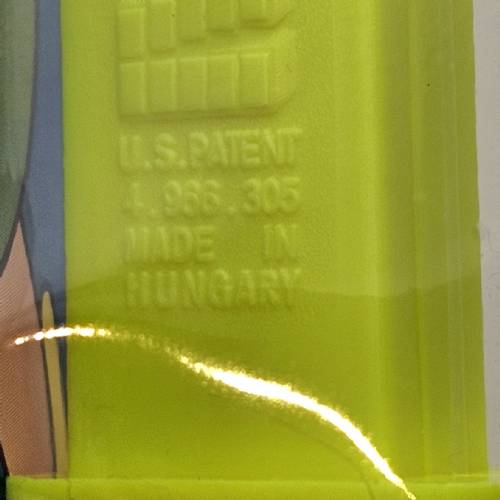 U.S.PATENT
4.966.305
MADE IN
HUNGARY